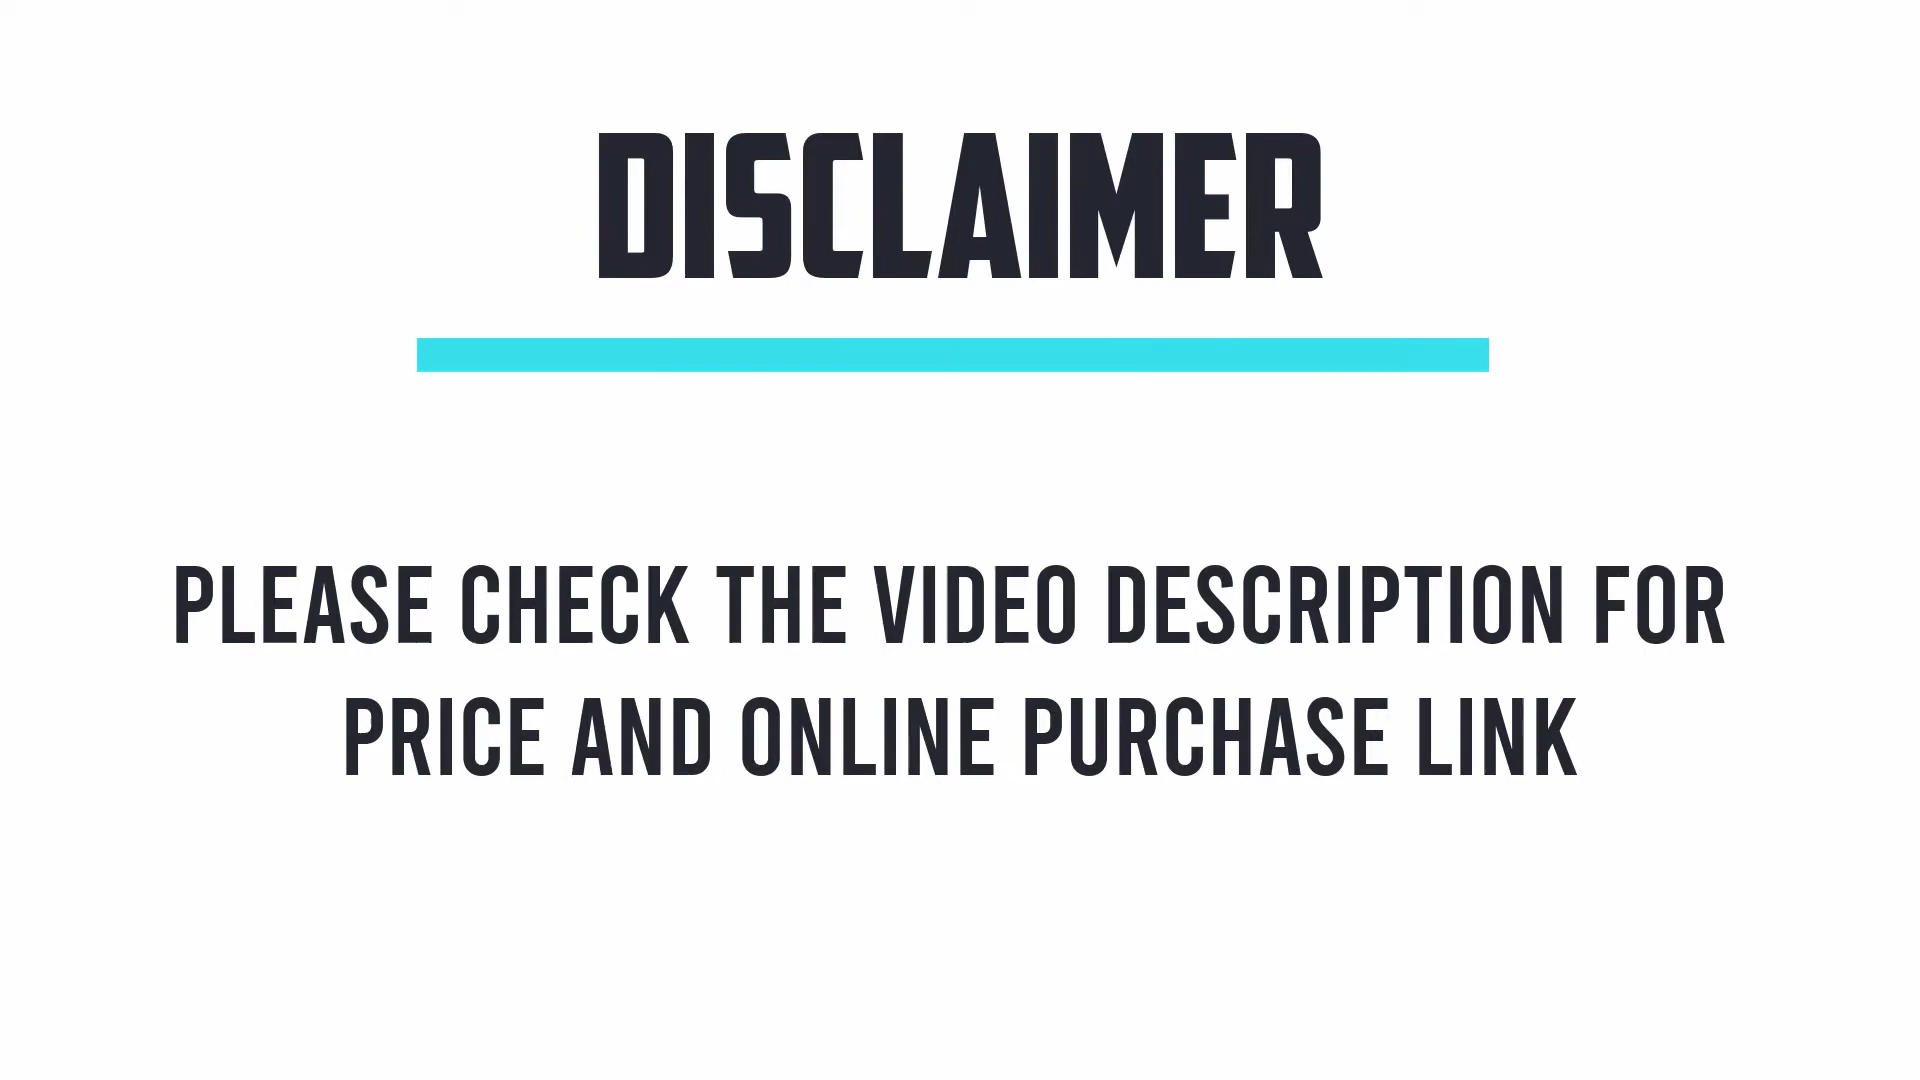 DISCLAIMER
PLEASE CHECK THE VIDEO DESCRIPTION FOR
PRICE AND ONLINE PURCHASE LINK